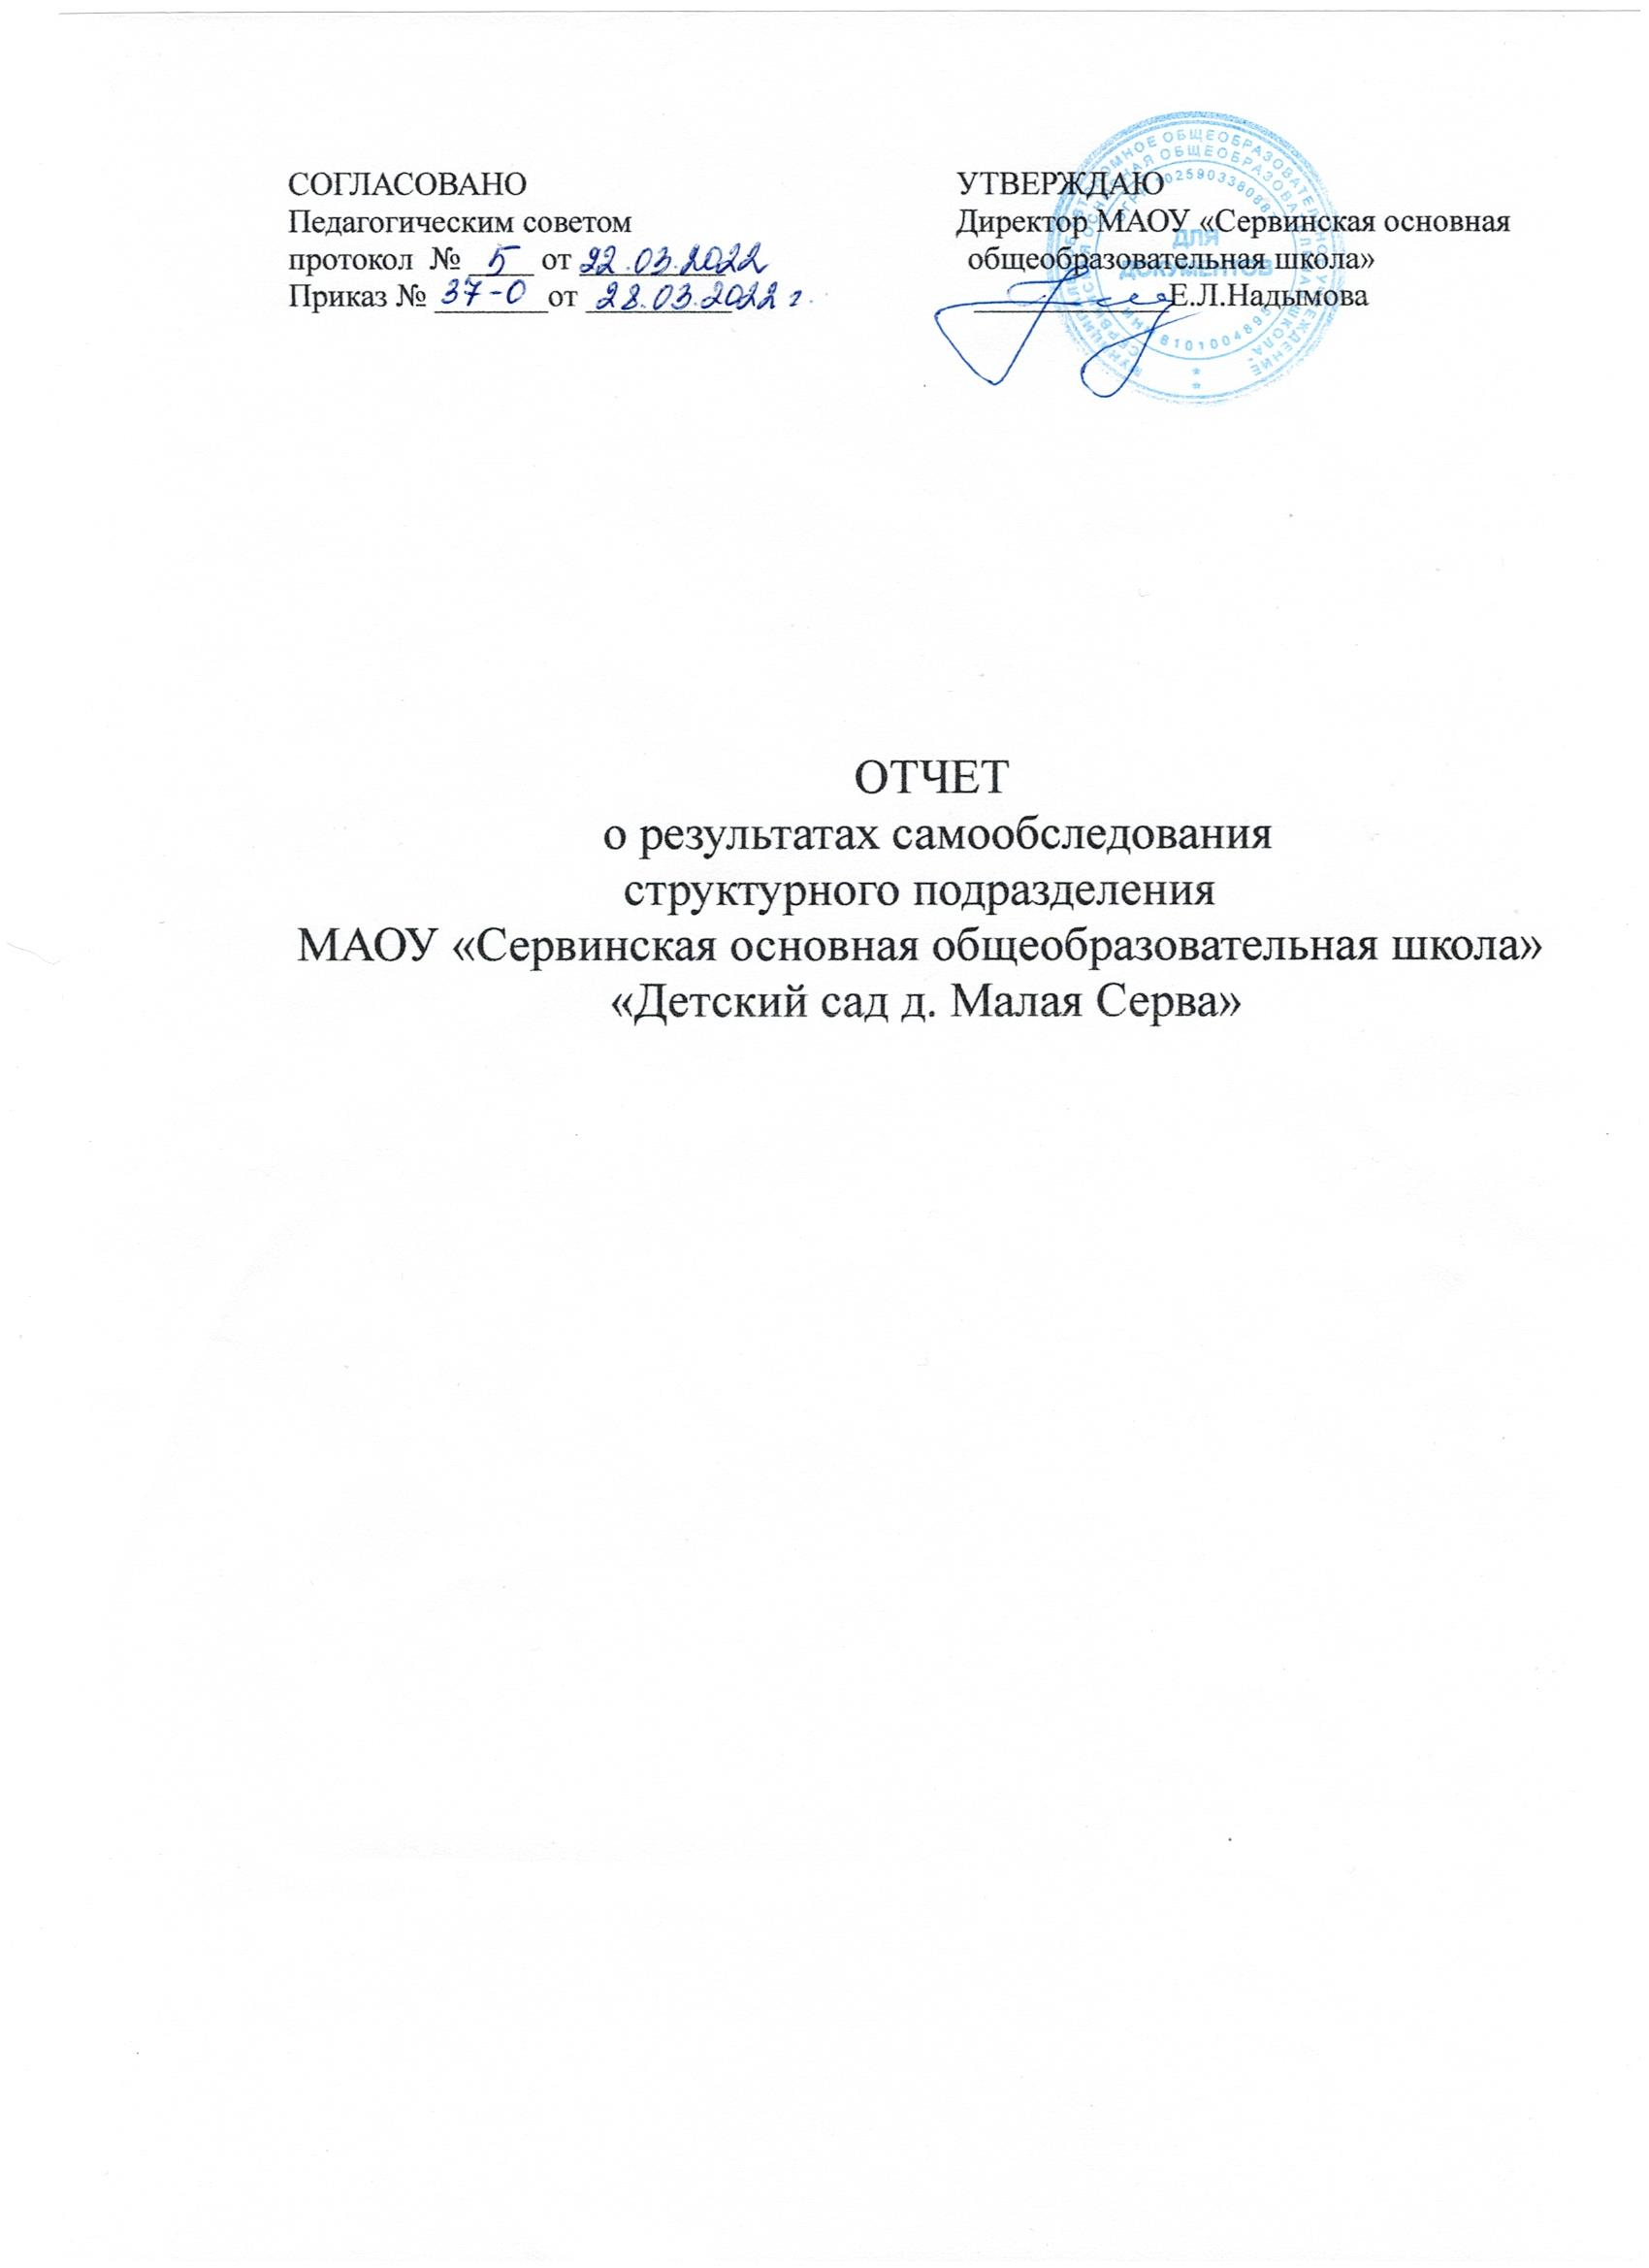 СОГЛАСОВАНО
Педагогическим советом
протокол № 5 от 22.03.2022
Приказ № 37-О от 28.03.2022 г.
УТВЕРЖДАЮ
Директор МАОУ «Сервинская основная
общеобразовательная школа»
Е.Л.Надымова
ДЛЯ
ДОКУМЕНТОВ
ОТЧЕТ
о результатах самообследования
структурного подразделения
МАОУ «Сервинская основная общеобразовательная школа»
«Детский сад д. Малая Серва»